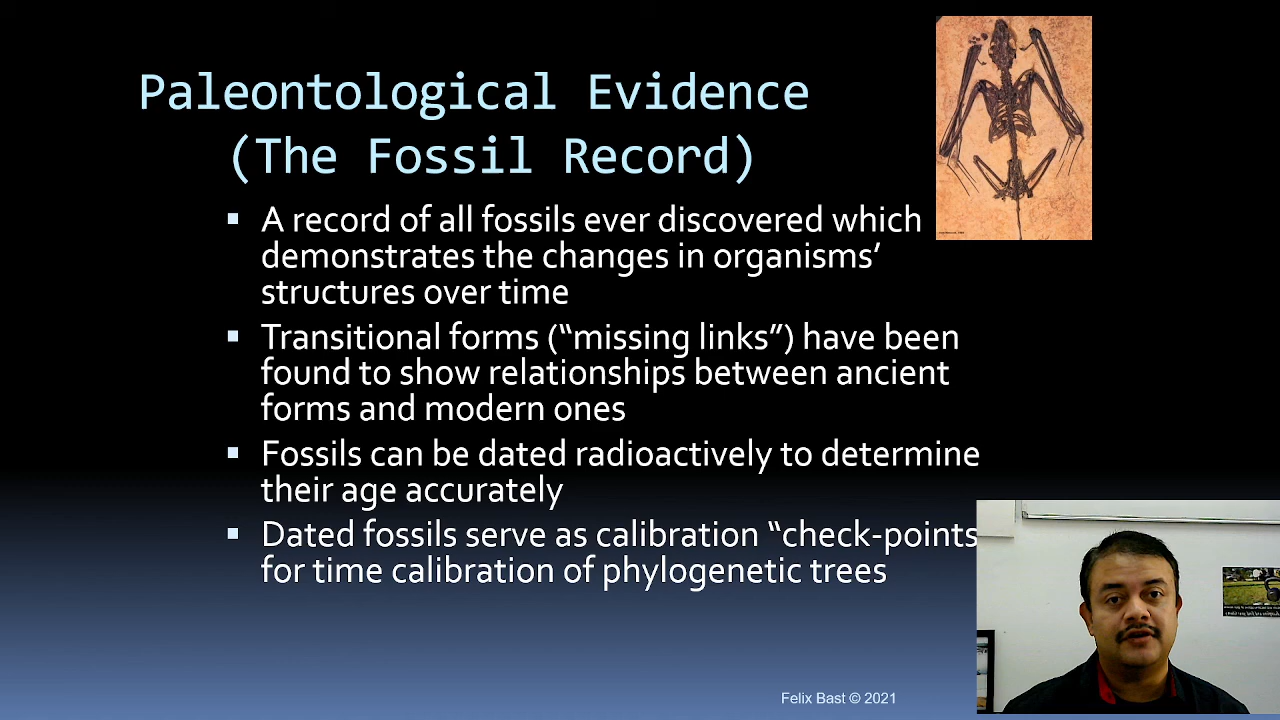 Paleontological Evidence
(The Fossil Record)
A record of all fossils ever discovered which
demonstrates the changes in organisms’
structures over time
Transitional forms (“missing links”) have been
found to show relationships between ancient
forms and modern ones
Fossils can be dated radioactively to determine
their age accurately
Dated fossils serve as calibration “check-points
for time calibration of phylogenetic trees
Felix Bast © 2021